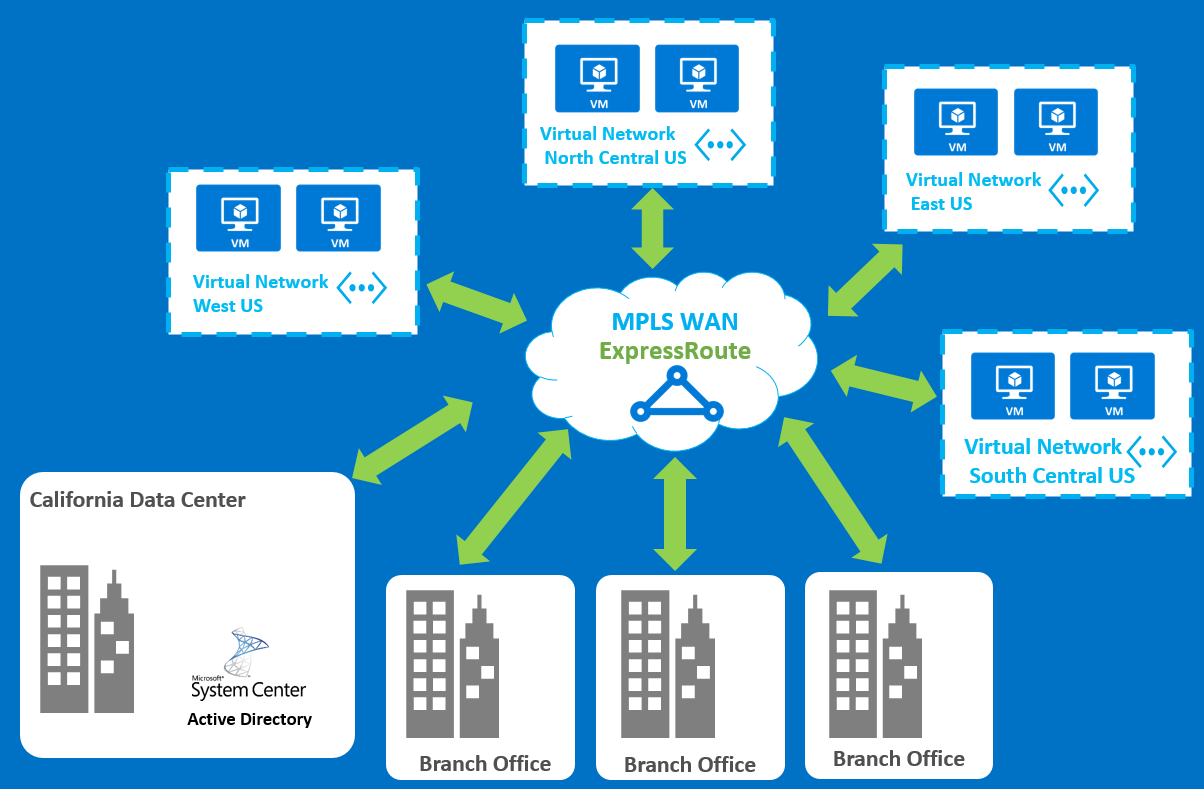 VM
VM
Virtual Network
North Central US
VM
VM
Virtual Network
East US
VM
VM
Virtual Network
West US
MPLS WAN
ExpressRoute
VM
VM
Virtual Network
South Central US
California Data Center
Microsoft®
System Center
Active Directory
Branch Office
Branch Office
Branch Office